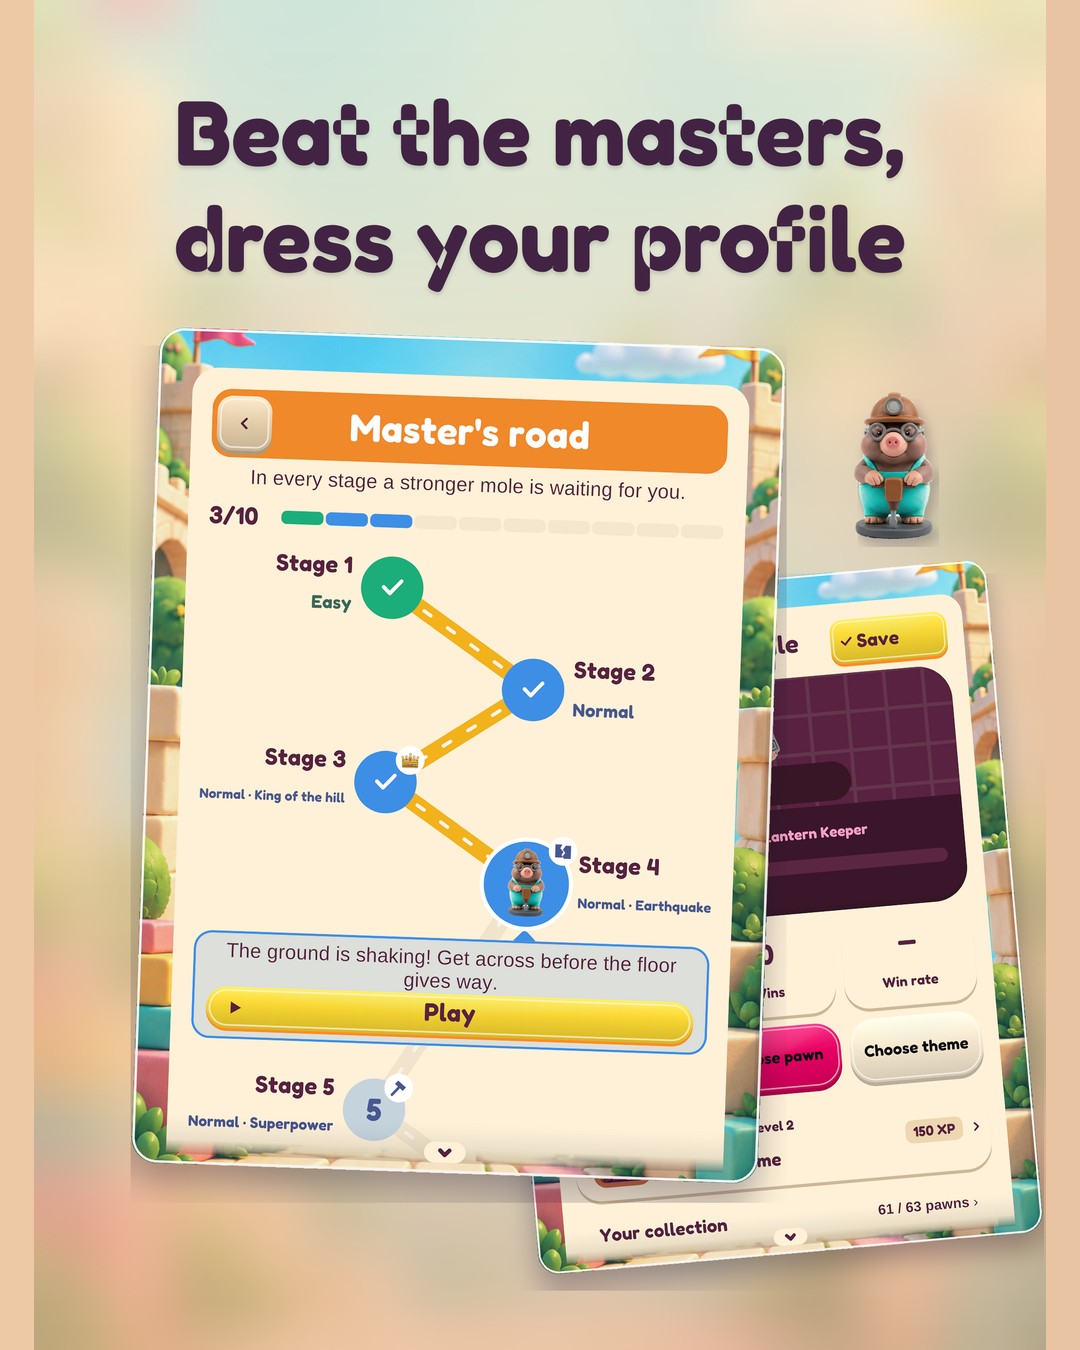 Beat the masters,
dress your profile
Master's road
In every stage a stronger mole is waiting for you.
3/10
Stage 1
Easy
Stage 2
Normal
Stage 3
Normal · King of the hill
Stage 4
Normal · Earthquake
The ground is shaking! Get across before the floor
gives way.
Play
Stage 5
Normal · Superpower
5
Save
antern Keeper
Win rate
pawn
Choose theme
evel 2
150 XP
me
61 / 63 pawns
Your collection